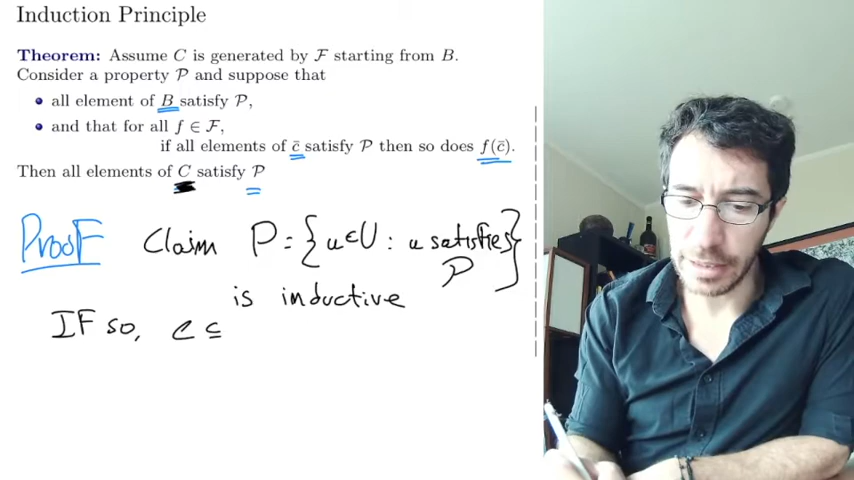 Induction Principle
Theorem: Assume C is generated by F starting from B.
Consider a property P and suppose that
• all element of B satisfy P,
• and that for all f ∈ F,
if all elements of c̄ satisfy P then so does f(c̄).
Then all elements of C satisfy P
Proof Claim P = {u ∈ U : u satisfies P}
is inductive
IF so, C ⊆